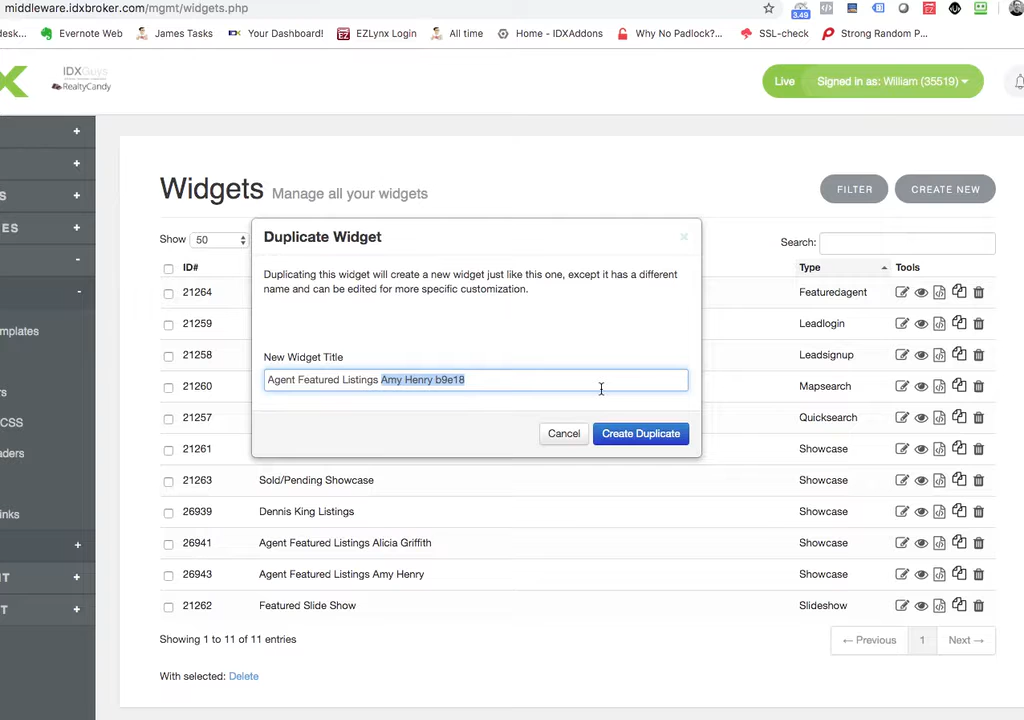 middleware.idxbroker.com/mgmt/widgets.php
3.49
desk... Evernote Web James Tasks Your Dashboard! EZLynx Login All time Home - IDXAddons Why No Padlock?... SSL-check Strong Random P...
IDXGuys
RealtyCandy
Live Signed in as: William (35519)
Widgets Manage all your widgets
FILTER CREATE NEW
Show 50
Search:
ID# Type Tools
21264 Featuredagent
21259 Leadlogin
21258 Leadsignup
21260 Mapsearch
21257 Quicksearch
21261 Showcase
21263 Sold/Pending Showcase Showcase
26939 Dennis King Listings Showcase
26941 Agent Featured Listings Alicia Griffith Showcase
26943 Agent Featured Listings Amy Henry Showcase
21262 Featured Slide Show Slideshow
Showing 1 to 11 of 11 entries
← Previous 1 Next →
With selected: Delete
Duplicate Widget
×
Duplicating this widget will create a new widget just like this one, except it has a different
name and can be edited for more specific customization.
New Widget Title
Agent Featured Listings Amy Henry b9e18
Cancel Create Duplicate
S
ES
mplates
rs
CSS
aders
inks
T
T